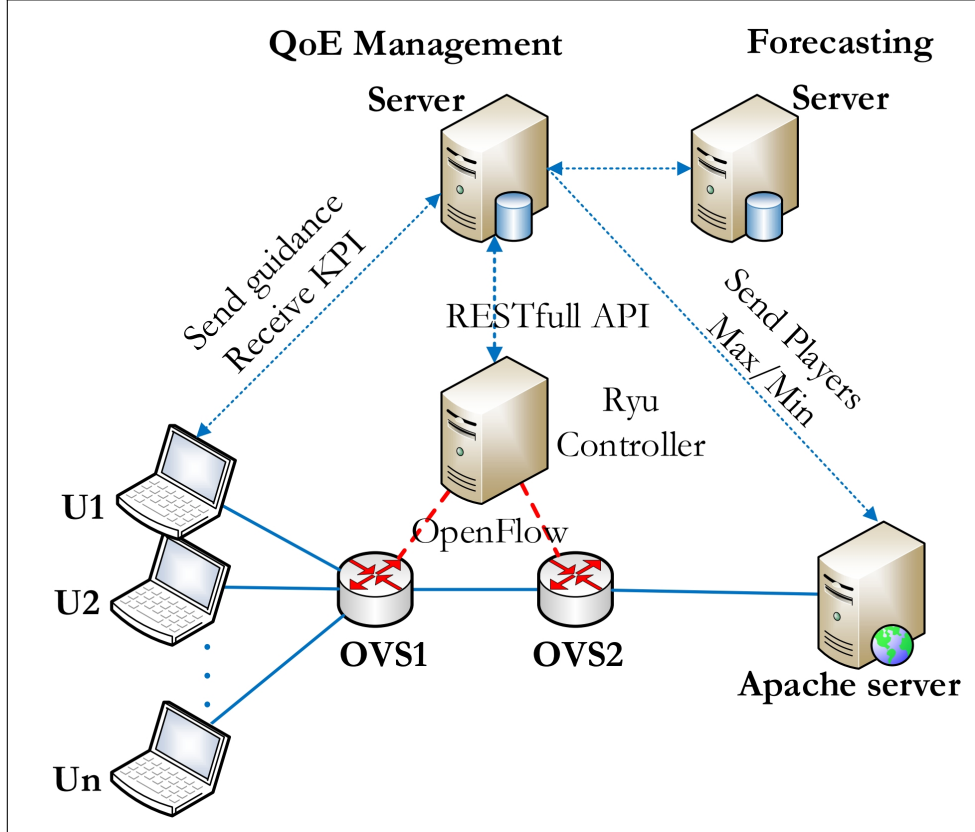 QoE Management
Server
Forecasting
Server
Send guidance
Receive KPI
RESTfull API
Send Players
Max/Min
Ryu
Controller
OpenFlow
U1
U2
Un
OVS1
OVS2
Apache server